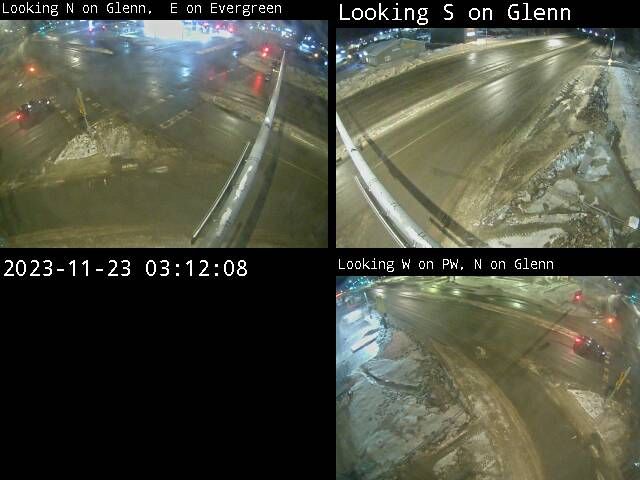 Looking N on Glenn,  E on Evergreen
Looking S on Glenn
2023-11-23 03:12:08
Looking W on PW, N on Glenn